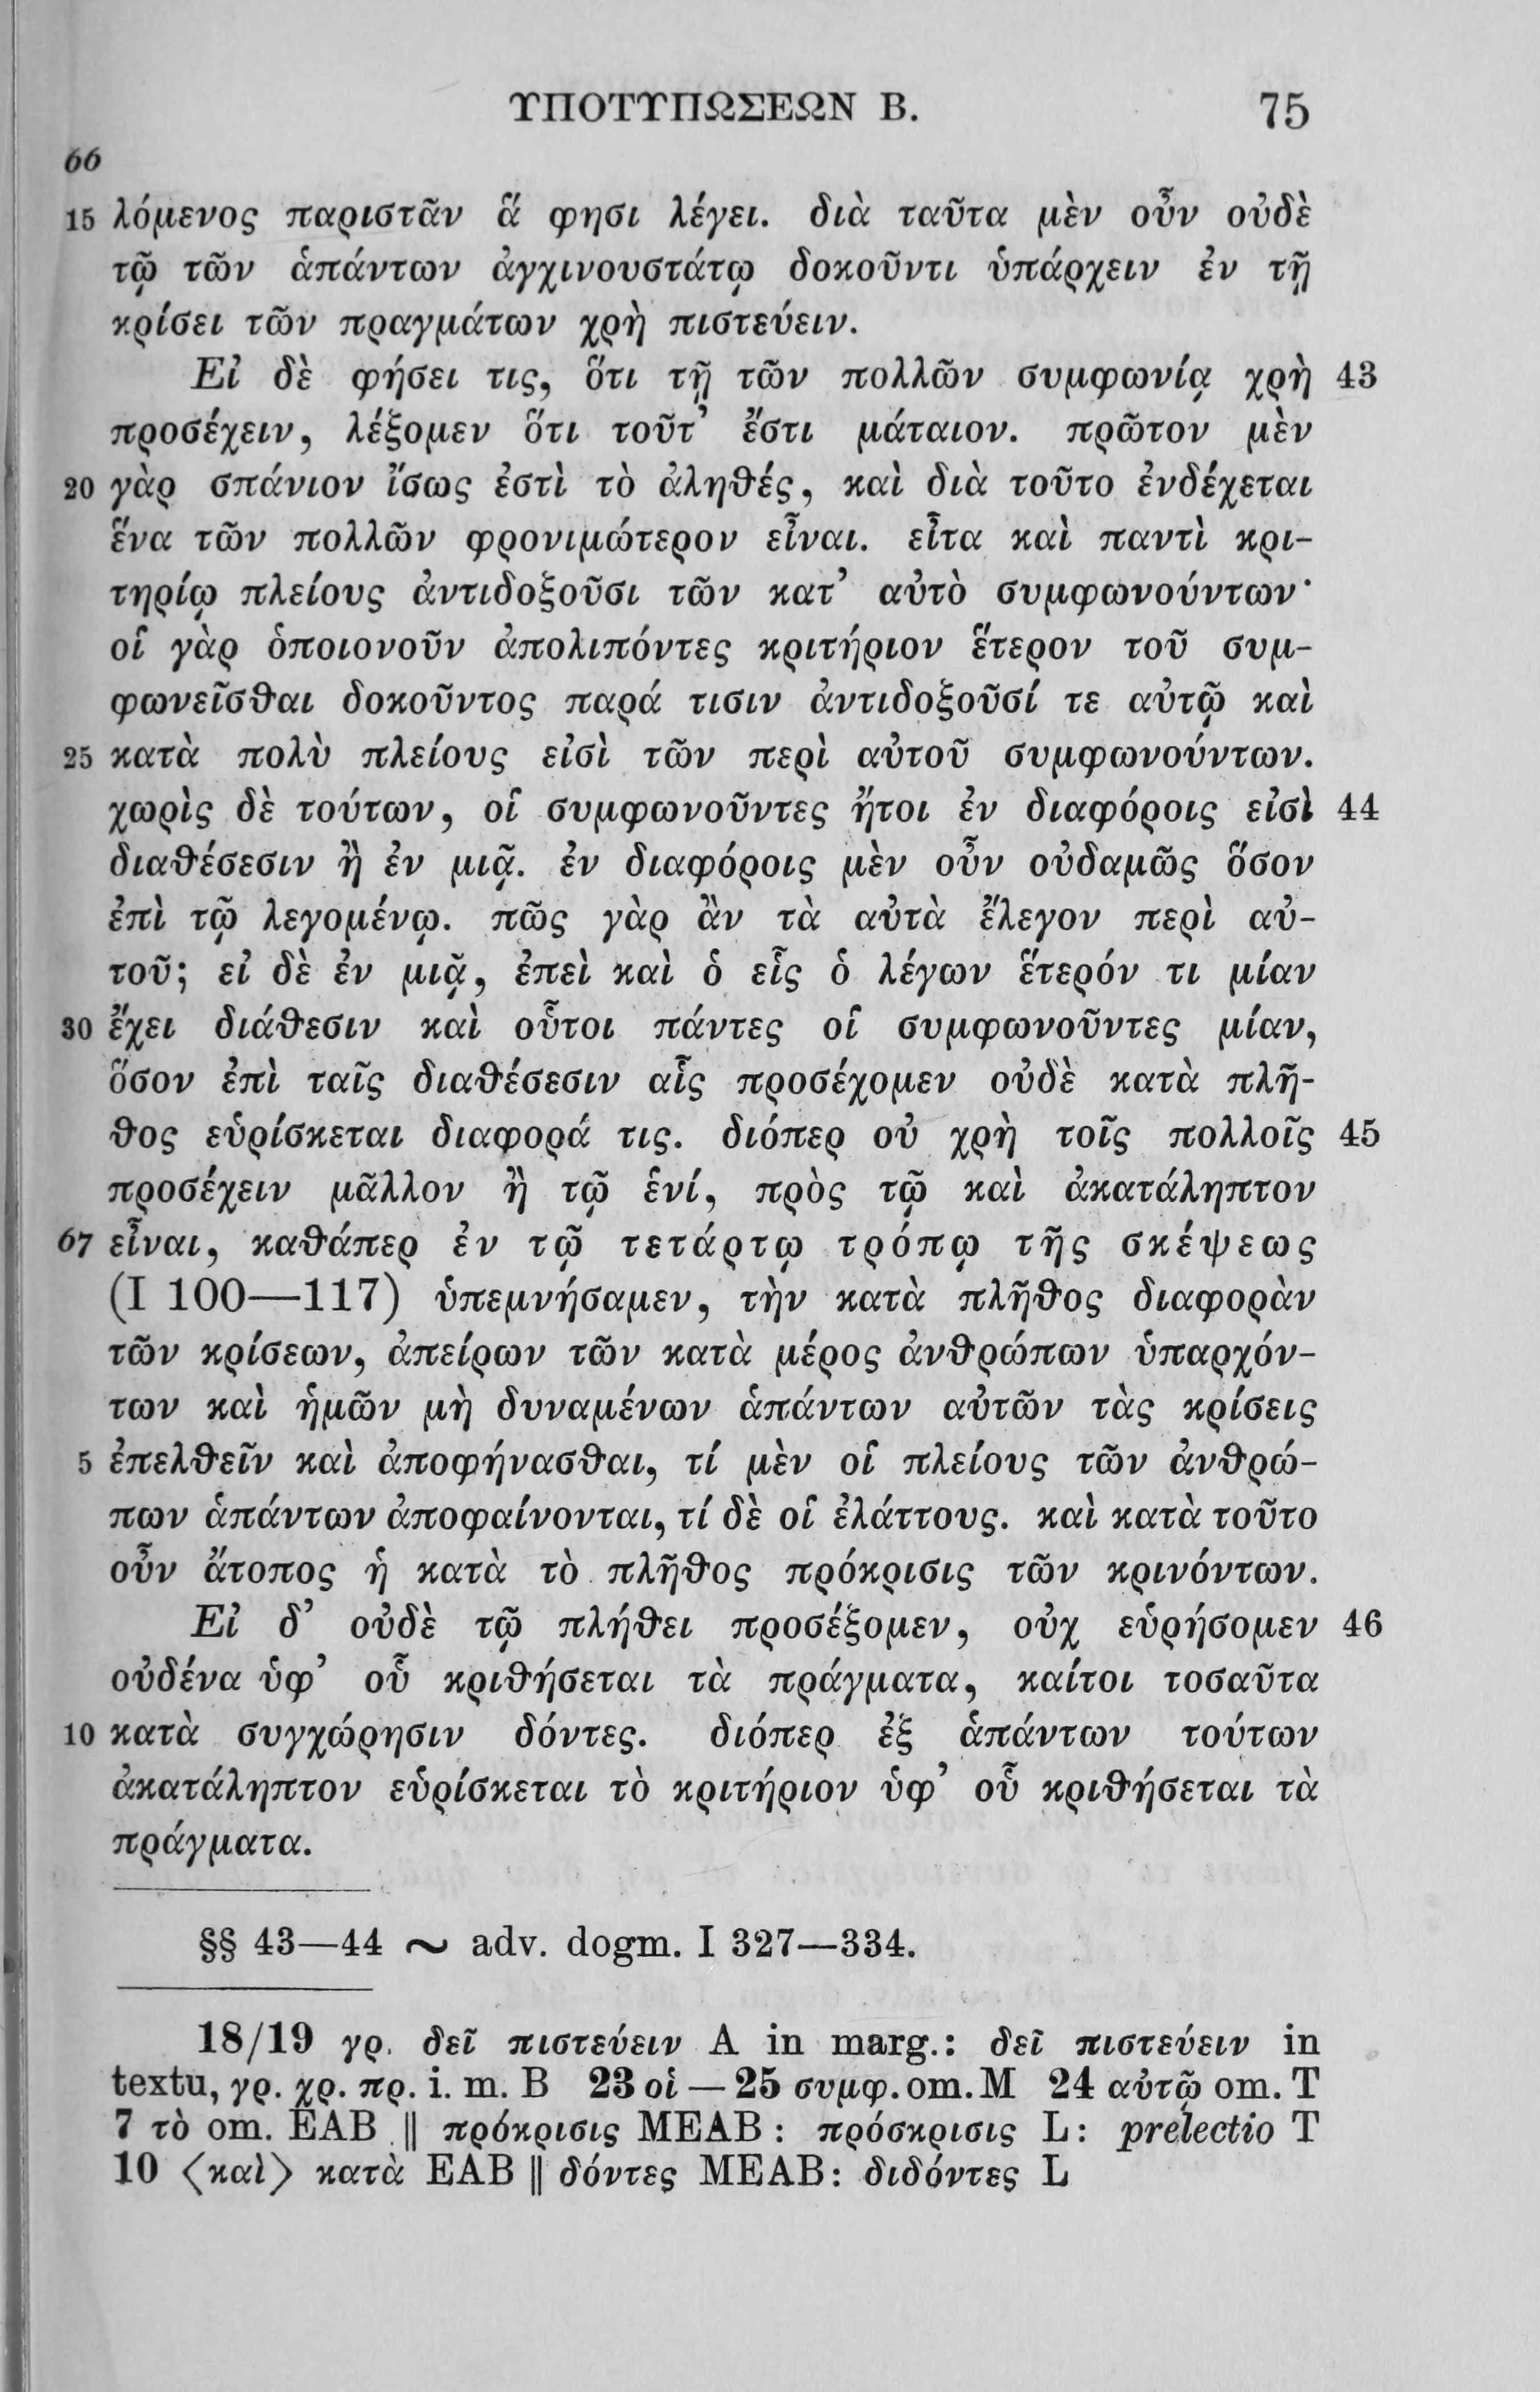 ΥΠΟΤΥΠΩΣΕΩΝ Β. 75
66
15 λόμενος παριστᾶν ἅ φησι λέγει. διὰ ταῦτα μὲν οὖν οὐδὲ
τῷ τῶν ἁπάντων ἀγχινουστάτῳ δοκοῦντι ὑπάρχειν ἐν τῇ
κρίσει τῶν πραγμάτων χρὴ πιστεύειν.
Εἰ δὲ φήσει τις, ὅτι τῇ τῶν πολλῶν συμφωνίᾳ χρὴ 43
προσέχειν, λέξομεν ὅτι τοῦτ’ ἔστι μάταιον. πρῶτον μὲν
20 γὰρ σπάνιον ἴσως ἐστὶ τὸ ἀληθές, καὶ διὰ τοῦτο ἐνδέχεται
ἕνα τῶν πολλῶν φρονιμώτερον εἶναι. εἶτα καὶ παντὶ κρι-
τηρίῳ πλείους ἀντιδοξοῦσι τῶν κατ’ αὐτὸ συμφωνούντων·
οἱ γὰρ ὁποιονοῦν ἀπολιπόντες κριτήριον ἕτερον τοῦ συμ-
φωνεῖσθαι δοκοῦντος παρά τισιν ἀντιδοξοῦσί τε αὐτῷ καὶ
25 κατὰ πολὺ πλείους εἰσὶ τῶν περὶ αὐτοῦ συμφωνούντων.
χωρὶς δὲ τούτων, οἱ συμφωνοῦντες ἤτοι ἐν διαφόροις εἰσὶ 44
διαθέσεσιν ἢ ἐν μιᾷ. ἐν διαφόροις μὲν οὖν οὐδαμῶς ὅσον
ἐπὶ τῷ λεγομένῳ. πῶς γὰρ ἂν τὰ αὐτὰ ἔλεγον περὶ αὐ-
τοῦ; εἰ δὲ ἐν μιᾷ, ἐπεὶ καὶ ὁ εἷς ὁ λέγων ἕτερόν τι μίαν
30 ἔχει διάθεσιν καὶ οὗτοι πάντες οἱ συμφωνοῦντες μίαν,
ὅσον ἐπὶ ταῖς διαθέσεσιν αἷς προσέχομεν οὐδὲ κατὰ πλῆ-
θος εὑρίσκεται διαφορά τις. διόπερ οὐ χρὴ τοῖς πολλοῖς 45
προσέχειν μᾶλλον ἢ τῷ ἑνί, πρὸς τῷ καὶ ἀκατάληπτον
67 εἶναι, καθάπερ ἐν τῷ τετάρτῳ τρόπῳ τῆς σκέψεως
(I 100—117) ὑπεμνήσαμεν, τὴν κατὰ πλῆθος διαφορὰν
τῶν κρίσεων, ἀπείρων τῶν κατὰ μέρος ἀνθρώπων ὑπαρχόν-
των καὶ ἡμῶν μὴ δυναμένων ἁπάντων αὐτῶν τὰς κρίσεις
5 ἐπελθεῖν καὶ ἀποφήνασθαι, τί μὲν οἱ πλείους τῶν ἀνθρώ-
πων ἁπάντων ἀποφαίνονται, τί δὲ οἱ ἐλάττους. καὶ κατὰ τοῦτο
οὖν ἄτοπος ἡ κατὰ τὸ πλῆθος πρόκρισις τῶν κρινόντων.
Εἰ δ’ οὐδὲ τῷ πλήθει προσέξομεν, οὐχ εὑρήσομεν 46
οὐδένα ὑφ’ οὗ κριθήσεται τὰ πράγματα, καίτοι τοσαῦτα
10 κατὰ συγχώρησιν δόντες. διόπερ ἐξ ἁπάντων τούτων
ἀκατάληπτον εὑρίσκεται τὸ κριτήριον ὑφ’ οὗ κριθήσεται τὰ
πράγματα.
§§ 43—44 ∼ adv. dogm. I 327—334.
18/19 γρ. δεῖ πιστεύειν A in marg.: δεῖ πιστεύειν in
textu, γρ. χρ. πρ. i. m. B 23 οἱ — 25 συμφ. om. M 24 αὐτῷ om. T
7 τὸ om. EAB || πρόκρισις MEAB : πρόσκρισις L: prelectio T
10 ⟨καὶ⟩ κατὰ EAB || δόντες MEAB: διδόντες L